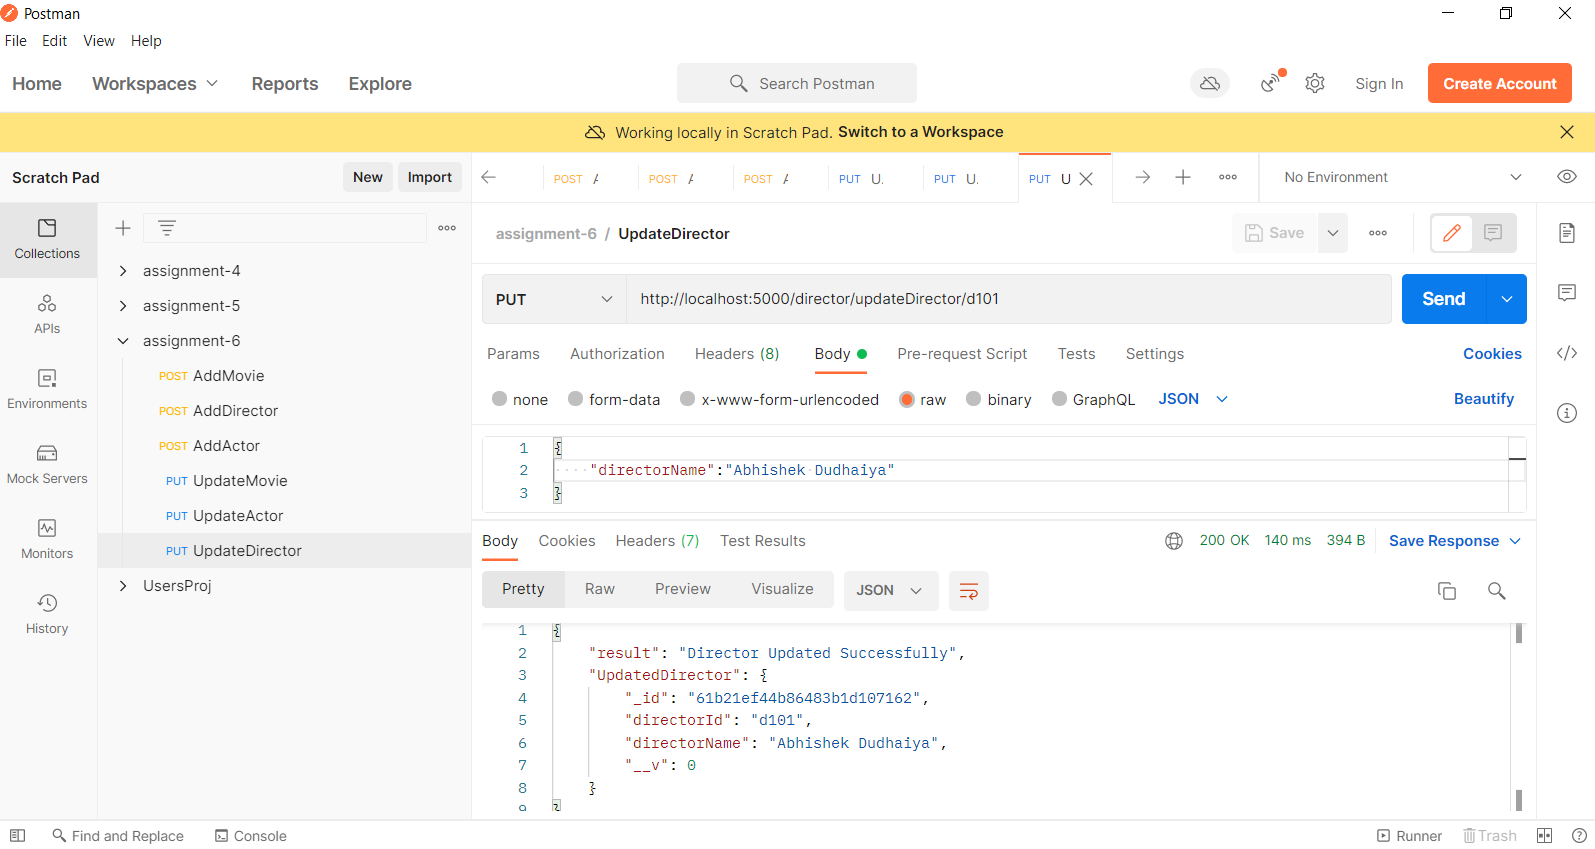 Postman
File Edit View Help
Home Workspaces Reports Explore Search Postman Sign In Create Account
Working locally in Scratch Pad. Switch to a Workspace
Scratch Pad New Import POST POST POST PUT U. PUT U. PUT U No Environment
Collections
APIs
Environments
Mock Servers
Monitors
History
assignment-4
assignment-5
assignment-6
POST AddMovie
POST AddDirector
POST AddActor
PUT UpdateMovie
PUT UpdateActor
PUT UpdateDirector
UsersProj
assignment-6 / UpdateDirector Save
PUT http://localhost:5000/director/updateDirector/d101 Send
Params Authorization Headers (8) Body Pre-request Script Tests Settings Cookies
none form-data x-www-form-urlencoded raw binary GraphQL JSON Beautify
1 {
2 "directorName":"Abhishek Dudhaiya"
3 }
Body Cookies Headers (7) Test Results 200 OK 140 ms 394 B Save Response
Pretty Raw Preview Visualize JSON
1 {
2 "result": "Director Updated Successfully",
3 "UpdatedDirector": {
4 "_id": "61b21ef44b86483b1d107162",
5 "directorId": "d101",
6 "directorName": "Abhishek Dudhaiya",
7 "__v": 0
8 }
9 }
Find and Replace Console Runner Trash